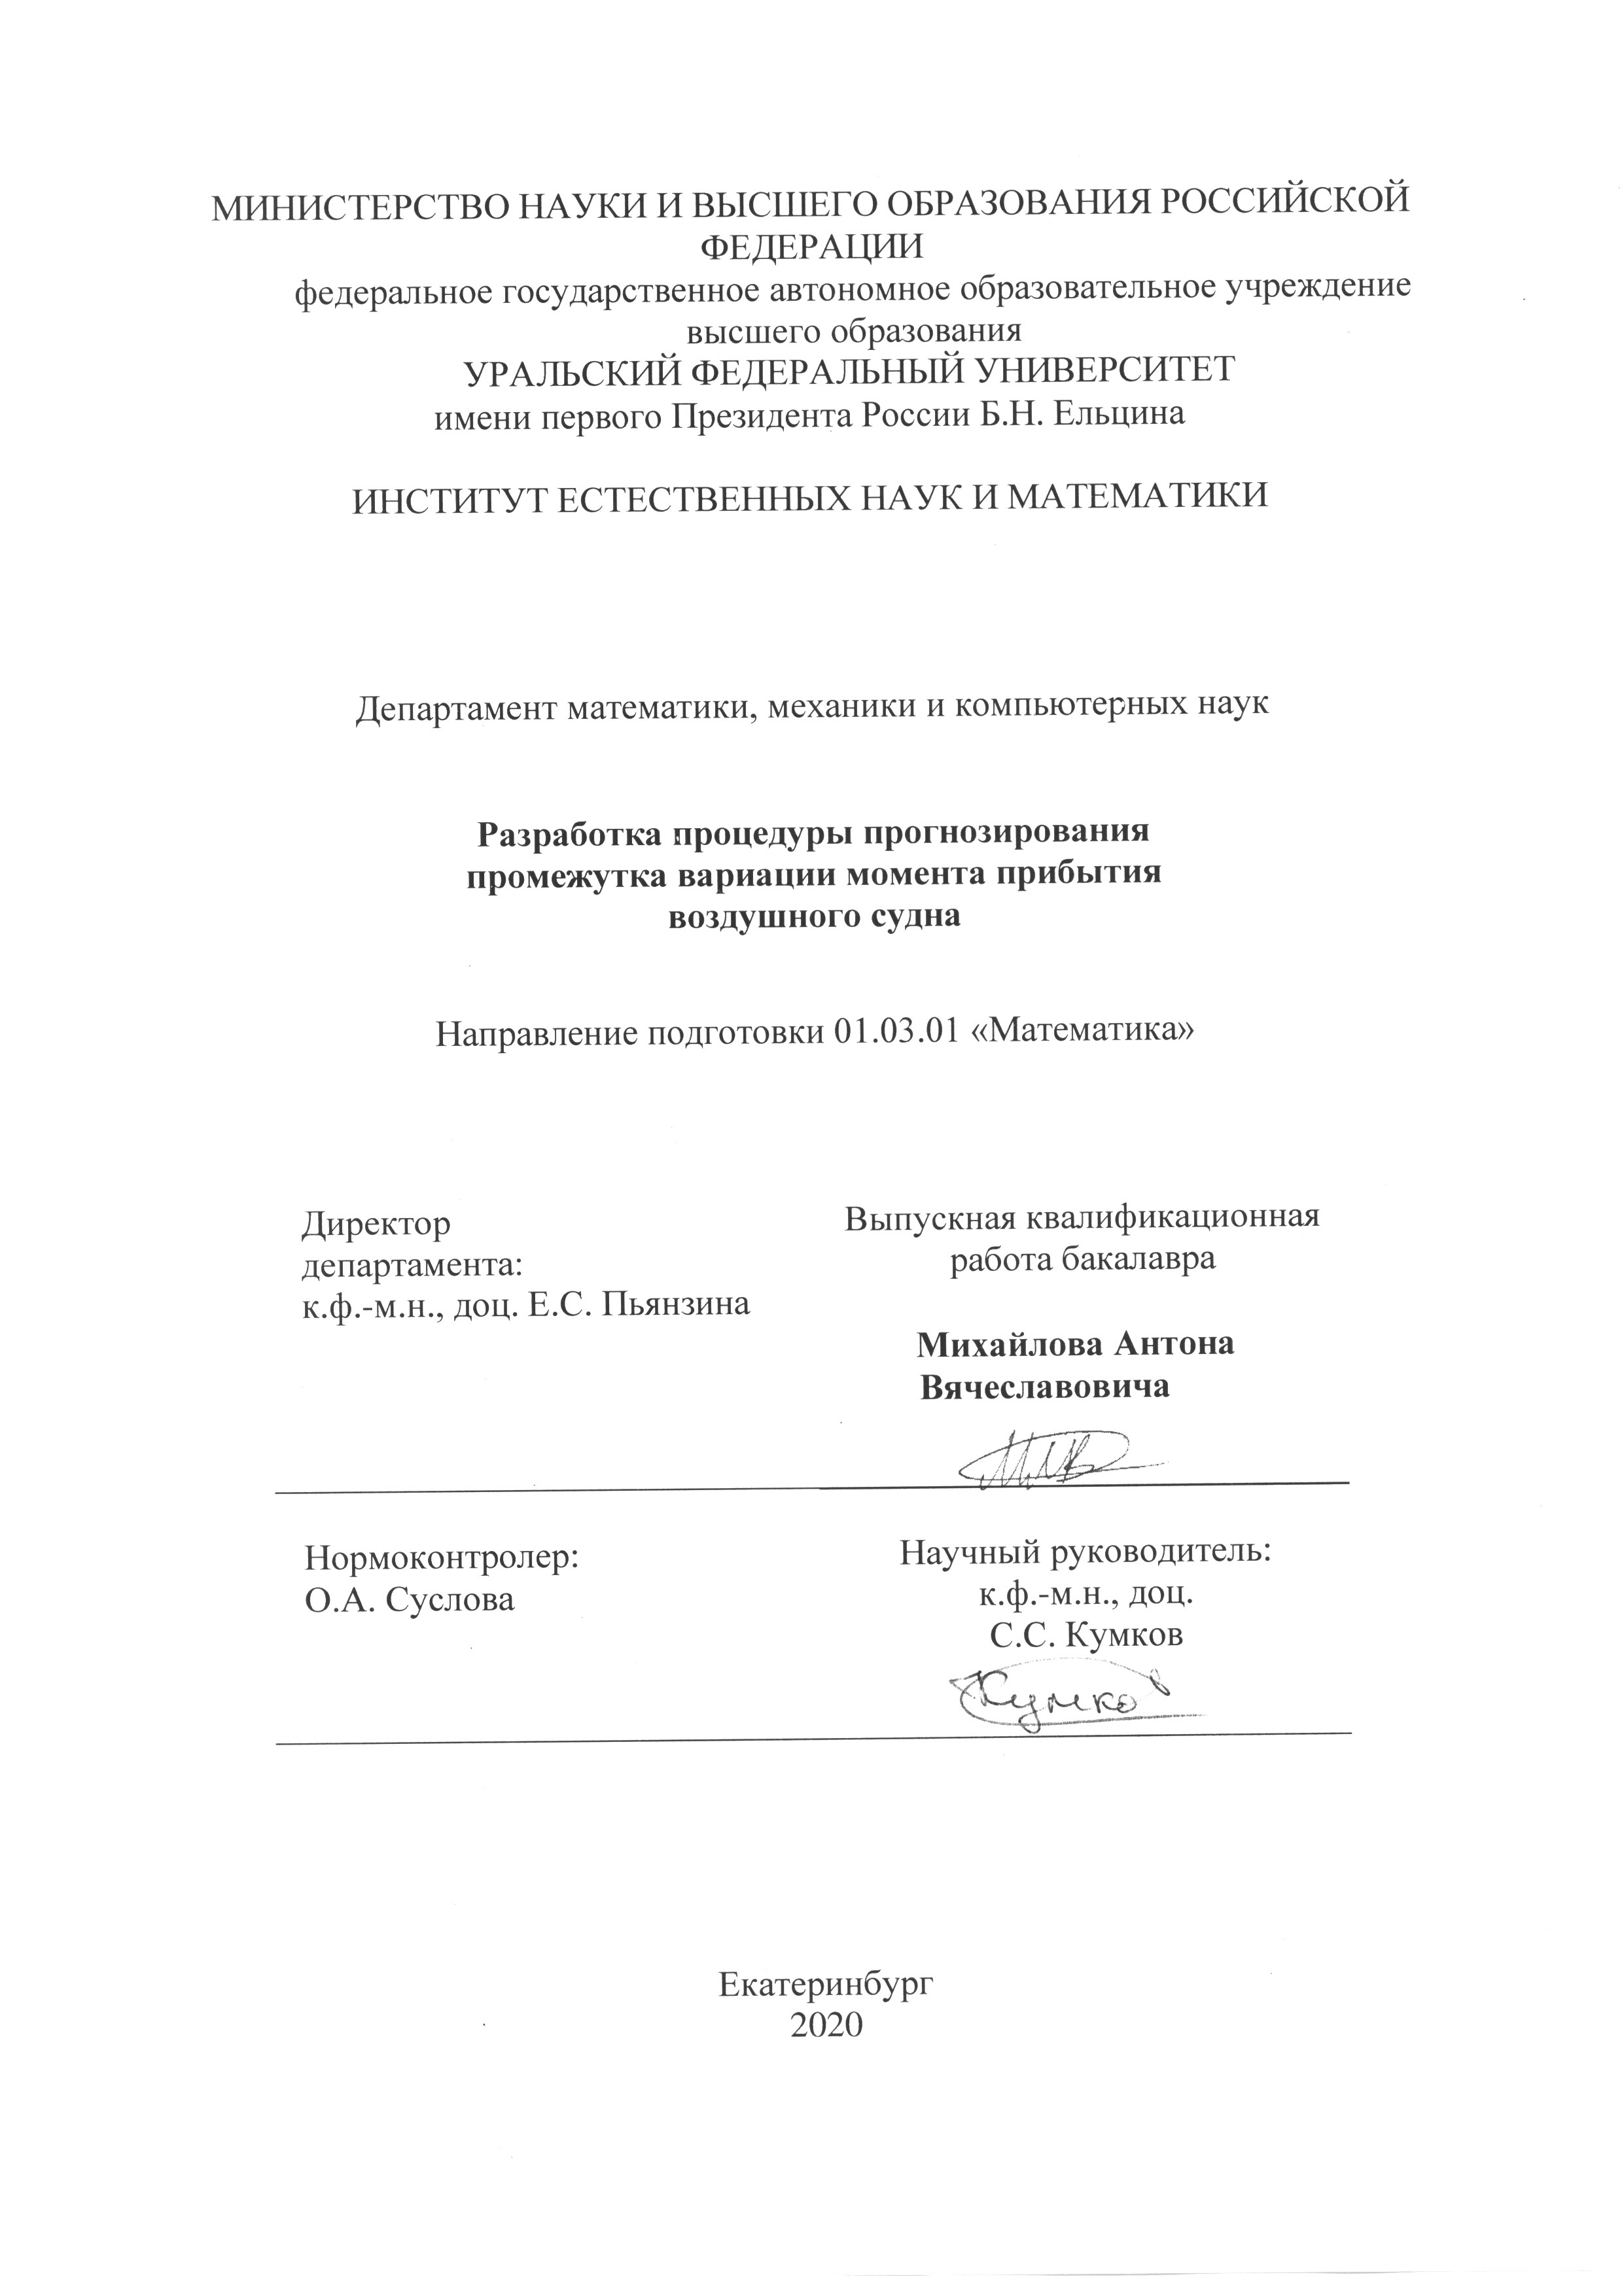 МИНИСТЕРСТВО НАУКИ И ВЫСШЕГО ОБРАЗОВАНИЯ РОССИЙСКОЙ
ФЕДЕРАЦИИ
федеральное государственное автономное образовательное учреждение
высшего образования
УРАЛЬСКИЙ ФЕДЕРАЛЬНЫЙ УНИВЕРСИТЕТ
имени первого Президента России Б.Н. Ельцина
ИНСТИТУТ ЕСТЕСТВЕННЫХ НАУК И МАТЕМАТИКИ
Департамент математики, механики и компьютерных наук
Разработка процедуры прогнозирования
промежутка вариации момента прибытия
воздушного судна
Направление подготовки 01.03.01 «Математика»
Директор
департамента:
к.ф.-м.н., доц. Е.С. Пьянзина
Выпускная квалификационная
работа бакалавра
Михайлова Антона
Вячеславовича
Нормоконтролер:
О.А. Суслова
Научный руководитель:
к.ф.-м.н., доц.
С.С. Кумков
Кумков
Екатеринбург
2020